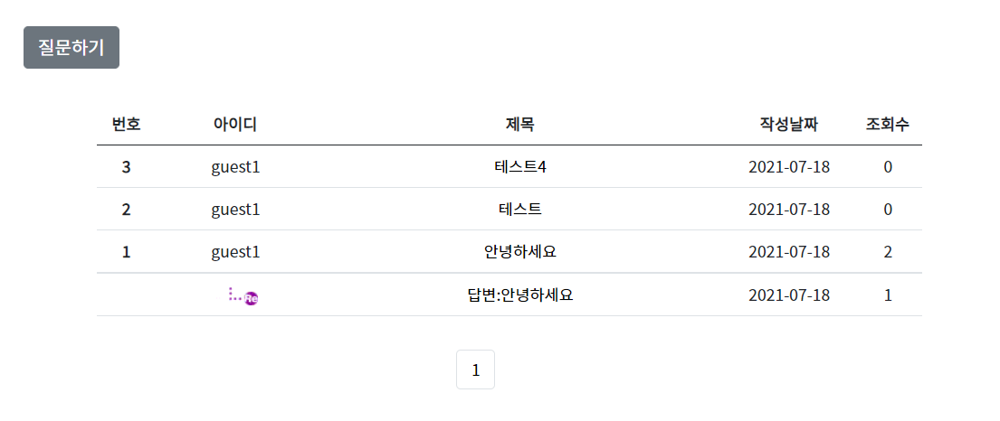 질문하기
번호 아이디 제목 작성날짜 조회수
3 guest1 테스트4 2021-07-18 0
2 guest1 테스트 2021-07-18 0
1 guest1 안녕하세요 2021-07-18 2
Re 답변:안녕하세요 2021-07-18 1
1